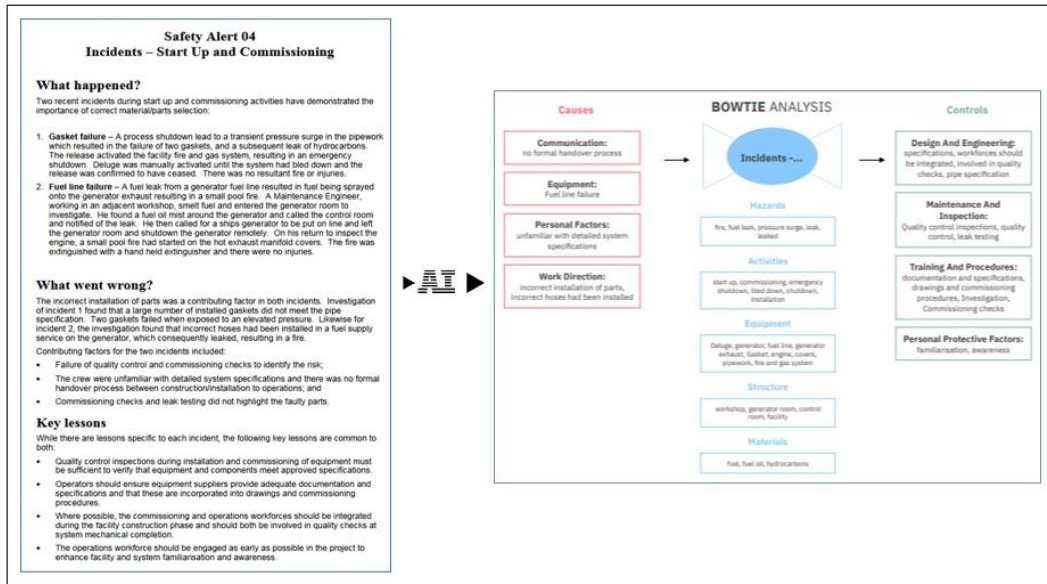 Safety Alert 04
Incidents – Start Up and Commissioning
What happened?
Two recent incidents during start up and commissioning activities have demonstrated the
importance of correct material/parts selection:
1. Gasket failure – A process shutdown lead to a transient pressure surge in the pipework
which resulted in the failure of two gaskets, and a subsequent leak of hydrocarbons.
The release activated the facility fire and gas system, resulting in an emergency
shutdown. Deluge was manually activated until the system had bled down and the
release was confirmed to have ceased. There was no resultant fire or injuries.
2. Fuel line failure – A fuel leak from a generator fuel line resulted in fuel being sprayed
onto the generator exhaust resulting in a small pool fire. A Maintenance Engineer,
working in an adjacent workshop, smelt fuel and entered the generator room to
investigate. He found a fuel oil mist around the generator and called the control room
and notified of the leak. He then called for a ships generator to be put on line and left
the generator room and shutdown the generator remotely. On his return to inspect the
engine, a small pool fire had started on the hot exhaust manifold covers. The fire was
extinguished with a hand held extinguisher and there were no injuries.
What went wrong?
The incorrect installation of parts was a contributing factor in both incidents. Investigation
of incident 1 found that a large number of installed gaskets did not meet the pipe
specification. Two gaskets failed when exposed to an elevated pressure. Likewise for
incident 2, the investigation found that incorrect hoses had been installed in a fuel supply
service on the generator, which consequently leaked, resulting in a fire.
Contributing factors for the two incidents included:
• Failure of quality control and commissioning checks to identify the risk;
• The crew were unfamiliar with detailed system specifications and there was no formal
handover process between construction/installation to operations; and
• Commissioning checks and leak testing did not highlight the faulty parts.
Key lessons
While there are lessons specific to each incident, the following key lessons are common to
both:
• Quality control inspections during installation and commissioning of equipment must
be sufficient to verify that equipment and components meet approved specifications.
• Operators should ensure equipment suppliers provide adequate documentation and
specifications and that these are incorporated into drawings and commissioning
procedures.
• Where possible, the commissioning and operations workforces should be integrated
during the facility construction phase and should both be involved in quality checks at
system mechanical completion.
• The operations workforce should be engaged as early as possible in the project to
enhance facility and system familiarisation and awareness.
AI
Causes
Communication:
no formal handover process
Equipment:
Fuel line failure
Personal Factors:
unfamiliar with detailed system
specifications
Work Direction:
incorrect installation of parts,
incorrect hoses had been installed
BOWTIE ANALYSIS
Incidents -...
Hazards
fire, fuel leak, pressure surge, leak,
leaked
Activities
start up, commissioning, emergency
shutdown, bled down, shutdown,
installation
Equipment
Deluge, generator, fuel line, generator
exhaust, Gasket, engine, covers,
pipework, fire and gas system
Structure
workshop, generator room, control
room, facility
Materials
fuel, fuel oil, hydrocarbons
Controls
Design And Engineering:
specifications, workforces should
be integrated, involved in quality
checks, pipe specification
Maintenance And
Inspection:
Quality control inspections, quality
control, leak testing
Training And Procedures:
documentation and specifications,
drawings and commissioning
procedures, Investigation,
Commissioning checks
Personal Protective Factors:
familiarisation, awareness